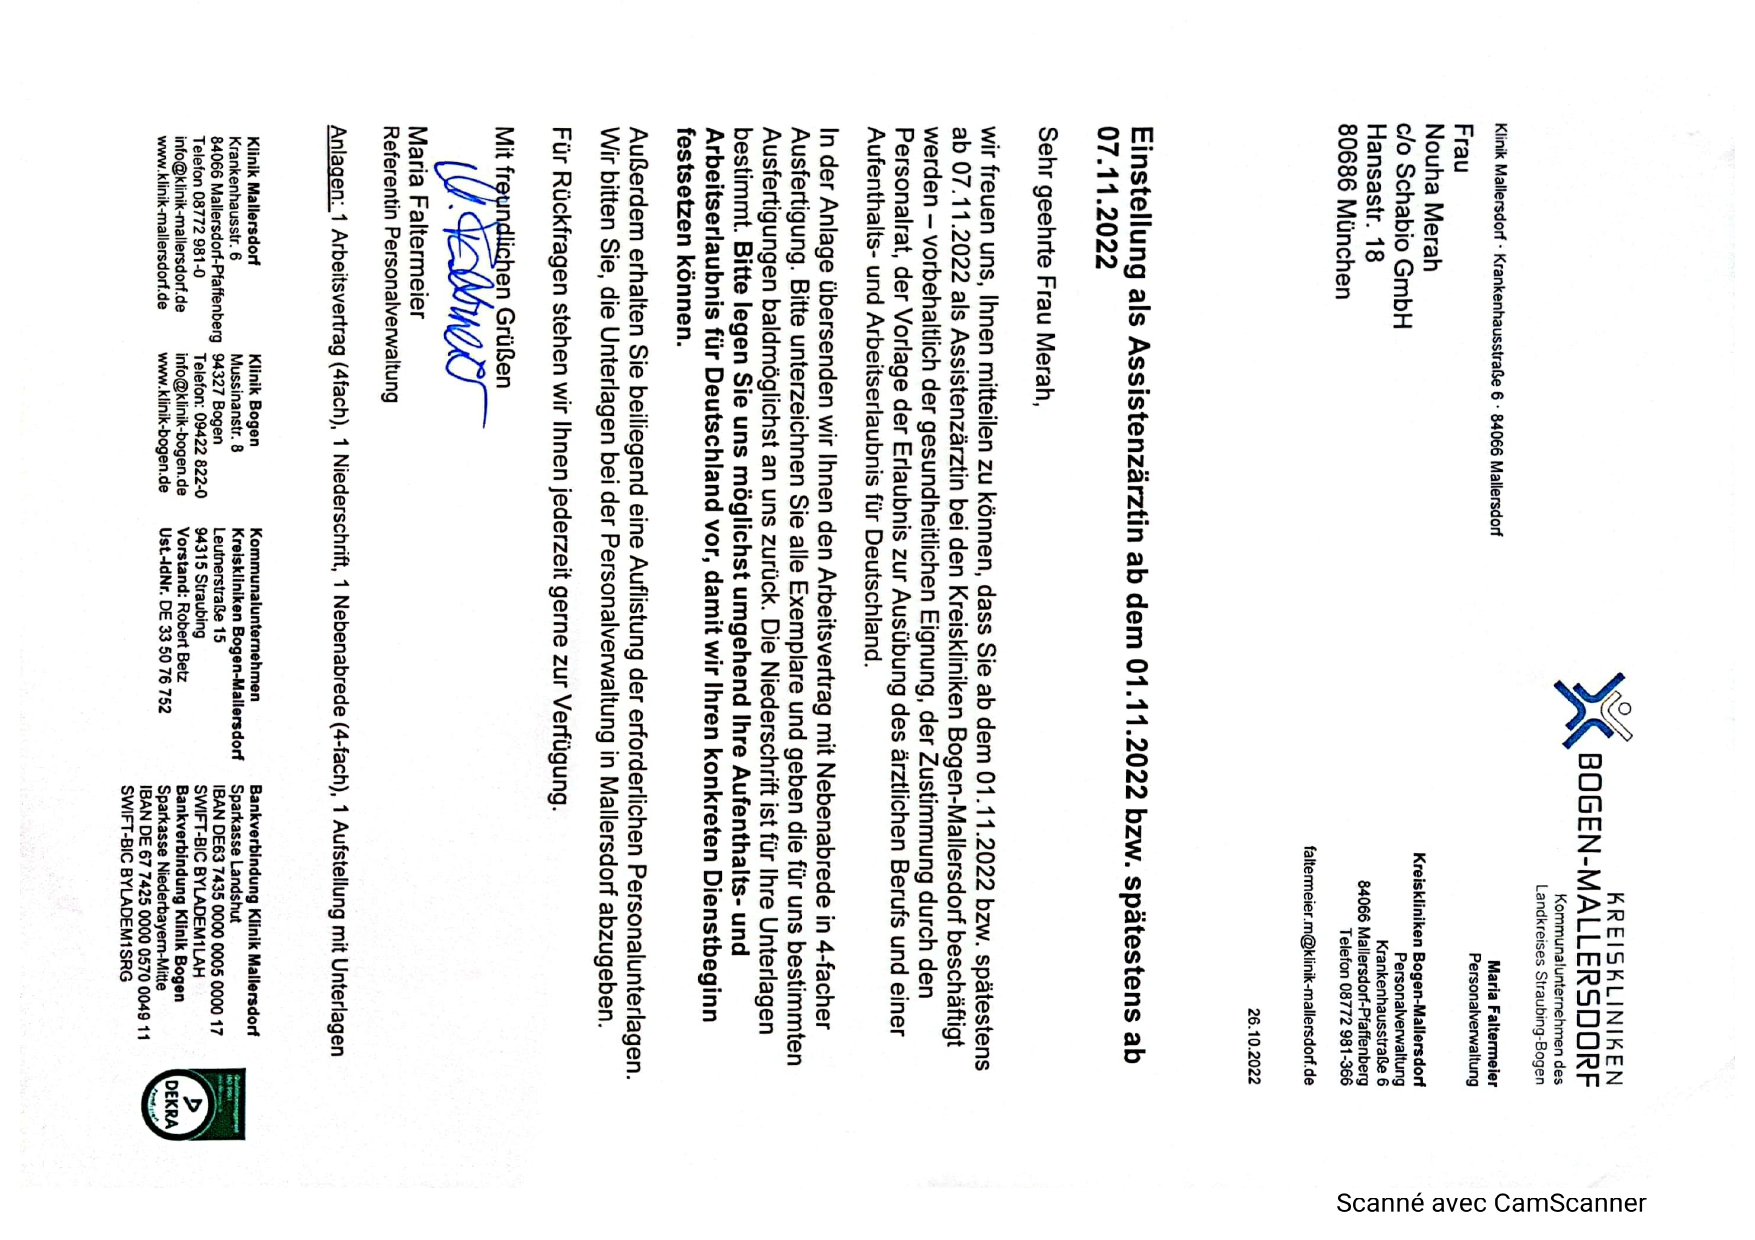 KREISKLINIKEN
BOGEN-MALLERSDORF
Kommunalunternehmen des
Landkreises Straubing-Bogen
Klinik Mallersdorf · Krankenhausstraße 6 · 84066 Mallersdorf
Frau
Nouha Merah
c/o Schabio GmbH
Hansastr. 18
80686 München
Maria Faltermeier
Personalverwaltung
Kreiskliniken Bogen-Mallersdorf
Personalverwaltung
Krankenhausstraße 6
84066 Mallersdorf-Pfaffenberg
Telefon 08772 981-366
faltermeier.m@klinik-mallersdorf.de
26.10.2022
Scanné avec CamScanner
Einstellung als Assistenzärztin ab dem 01.11.2022 bzw. spätestens ab
07.11.2022
Sehr geehrte Frau Merah,
wir freuen uns, Ihnen mitteilen zu können, dass Sie ab dem 01.11.2022 bzw. spätestens
ab 07.11.2022 als Assistenzärztin bei den Kreiskliniken Bogen-Mallersdorf beschäftigt
werden – vorbehaltlich der gesundheitlichen Eignung, der Zustimmung durch den
Personalrat, der Vorlage der Erlaubnis zur Ausübung des ärztlichen Berufs und einer
Aufenthalts- und Arbeitserlaubnis für Deutschland.
In der Anlage übersenden wir Ihnen den Arbeitsvertrag mit Nebenabrede in 4-facher
Ausfertigung. Bitte unterzeichnen Sie alle Exemplare und geben die für uns bestimmten
Ausfertigungen baldmöglichst an uns zurück. Die Niederschrift ist für Ihre Unterlagen
bestimmt. Bitte legen Sie uns möglichst umgehend Ihre Aufenthalts- und
Arbeitserlaubnis für Deutschland vor, damit wir Ihren konkreten Dienstbeginn
festsetzen können.
Außerdem erhalten Sie beiliegend eine Auflistung der erforderlichen Personalunterlagen.
Wir bitten Sie, die Unterlagen bei der Personalverwaltung in Mallersdorf abzugeben.
Für Rückfragen stehen wir Ihnen jederzeit gerne zur Verfügung.
Mit freundlichen Grüßen
M. Faltermeier
Maria Faltermeier
Referentin Personalverwaltung
Anlagen: 1 Arbeitsvertrag (4fach), 1 Niederschrift, 1 Nebenabrede (4-fach), 1 Aufstellung mit Unterlagen
Klinik Mallersdorf
Krankenhausstr. 6
84066 Mallersdorf-Pfaffenberg
Telefon 08772 981-0
info@klinik-mallersdorf.de
www.klinik-mallersdorf.de
Klinik Bogen
Mussinanstr. 8
94327 Bogen
Telefon: 09422 822-0
info@klinik-bogen.de
www.klinik-bogen.de
Kommunalunternehmen
Kreiskliniken Bogen-Mallersdorf
Leutnerstraße 15
94315 Straubing
Vorstand: Robert Betz
Ust.-IdNr. DE 33 50 76 752
Bankverbindung Klinik Mallersdorf
Sparkasse Landshut
IBAN DE63 7435 0000 0005 0000 17
SWIFT-BIC BYLADEM1LAH
Bankverbindung Klinik Bogen
Sparkasse Niederbayern-Mitte
IBAN DE 67 7425 0000 0570 0049 11
SWIFT-BIC BYLADEM1SRG
DEKRA